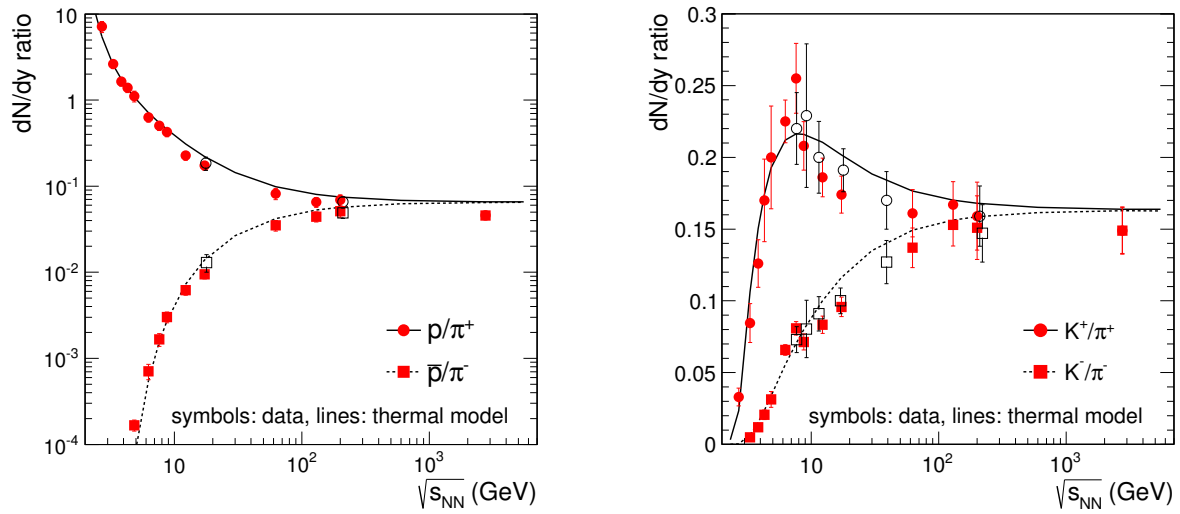 dN/dy ratio
10
1
10⁻¹
10⁻²
10⁻³
10⁻⁴
p/π⁺
p̅/π⁻
symbols: data, lines: thermal model
10 10² 10³
√s_NN (GeV)
dN/dy ratio
0.3
0.25
0.2
0.15
0.1
0.05
0
K⁺/π⁺
K⁻/π⁻
symbols: data, lines: thermal model
10 10² 10³
√s_NN (GeV)